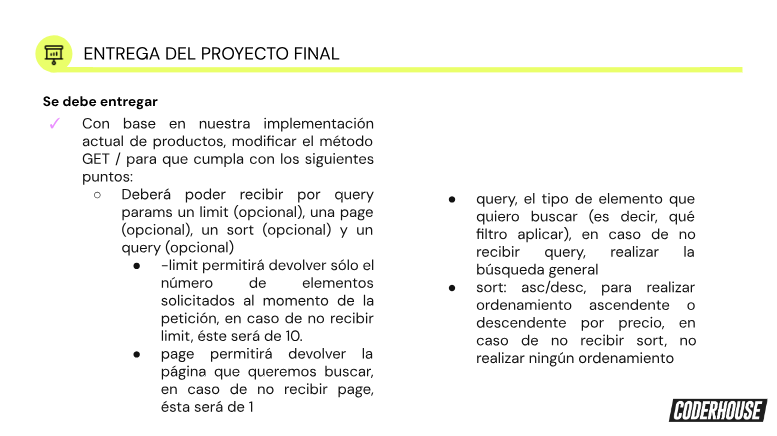 ENTREGA DEL PROYECTO FINAL
Se debe entregar
✓ Con base en nuestra implementación
actual de productos, modificar el método
GET / para que cumpla con los siguientes
puntos:
○ Deberá poder recibir por query
params un limit (opcional), una page
(opcional), un sort (opcional) y un
query (opcional)
● -limit permitirá devolver sólo el
número de elementos
solicitados al momento de la
petición, en caso de no recibir
limit, éste será de 10.
● page permitirá devolver la
página que queremos buscar,
en caso de no recibir page,
ésta será de 1
● query, el tipo de elemento que
quiero buscar (es decir, qué
filtro aplicar), en caso de no
recibir query, realizar la
búsqueda general
● sort: asc/desc, para realizar
ordenamiento ascendente o
descendente por precio, en
caso de no recibir sort, no
realizar ningún ordenamiento
CODERHOUSE